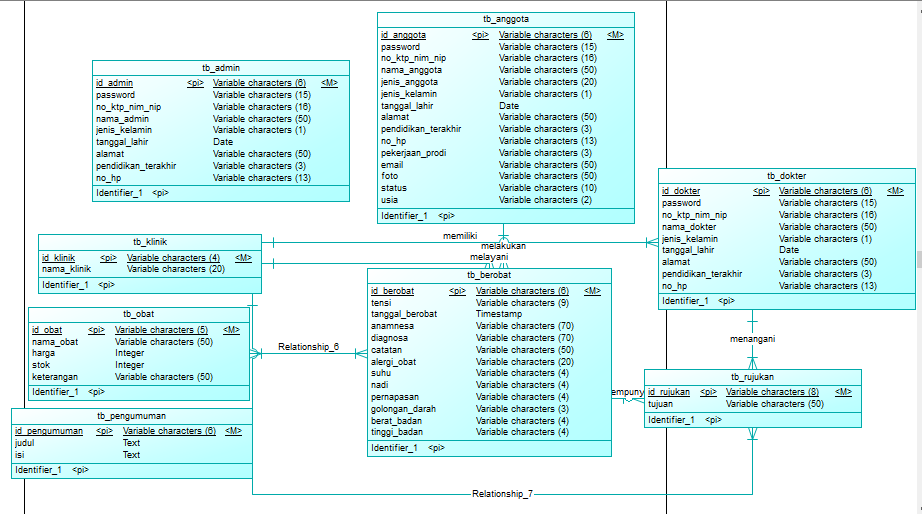 tb_anggota
id_anggota <pi> Variable characters (6) <M>
password Variable characters (15)
no_ktp_nim_nip Variable characters (16)
nama_anggota Variable characters (50)
jenis_anggota Variable characters (20)
jenis_kelamin Variable characters (1)
tanggal_lahir Date
alamat Variable characters (50)
pendidikan_terakhir Variable characters (3)
no_hp Variable characters (13)
pekerjaan_prodi Variable characters (3)
email Variable characters (50)
foto Variable characters (50)
status Variable characters (10)
usia Variable characters (2)
Identifier_1 <pi>
tb_admin
id_admin <pi> Variable characters (6) <M>
password Variable characters (15)
no_ktp_nim_nip Variable characters (16)
nama_admin Variable characters (50)
jenis_kelamin Variable characters (1)
tanggal_lahir Date
alamat Variable characters (50)
pendidikan_terakhir Variable characters (3)
no_hp Variable characters (13)
Identifier_1 <pi>
tb_dokter
id_dokter <pi> Variable characters (6) <M>
password Variable characters (15)
no_ktp_nim_nip Variable characters (16)
nama_dokter Variable characters (50)
jenis_kelamin Variable characters (1)
tanggal_lahir Date
alamat Variable characters (50)
pendidikan_terakhir Variable characters (3)
no_hp Variable characters (13)
Identifier_1 <pi>
memiliki
melakukan
melayani
tb_klinik
id_klinik <pi> Variable characters (4) <M>
nama_klinik Variable characters (20)
Identifier_1 <pi>
tb_berobat
id_berobat <pi> Variable characters (6) <M>
tensi Variable characters (9)
tanggal_berobat Timestamp
anamnesa Variable characters (70)
diagnosa Variable characters (70)
catatan Variable characters (50)
alergi_obat Variable characters (20)
suhu Variable characters (4)
nadi Variable characters (4)
pernapasan Variable characters (4)
golongan_darah Variable characters (3)
berat_badan Variable characters (4)
tinggi_badan Variable characters (4)
Identifier_1 <pi>
tb_obat
id_obat <pi> Variable characters (5) <M>
nama_obat Variable characters (50)
harga Integer
stok Integer
keterangan Variable characters (50)
Identifier_1 <pi>
Relationship_6
menangani
tb_rujukan
id_rujukan <pi> Variable characters (8) <M>
tujuan Variable characters (50)
Identifier_1 <pi>
empuny
tb_pengumuman
id_pengumuman <pi> Variable characters (6) <M>
judul Text
isi Text
Identifier_1 <pi>
Relationship_7